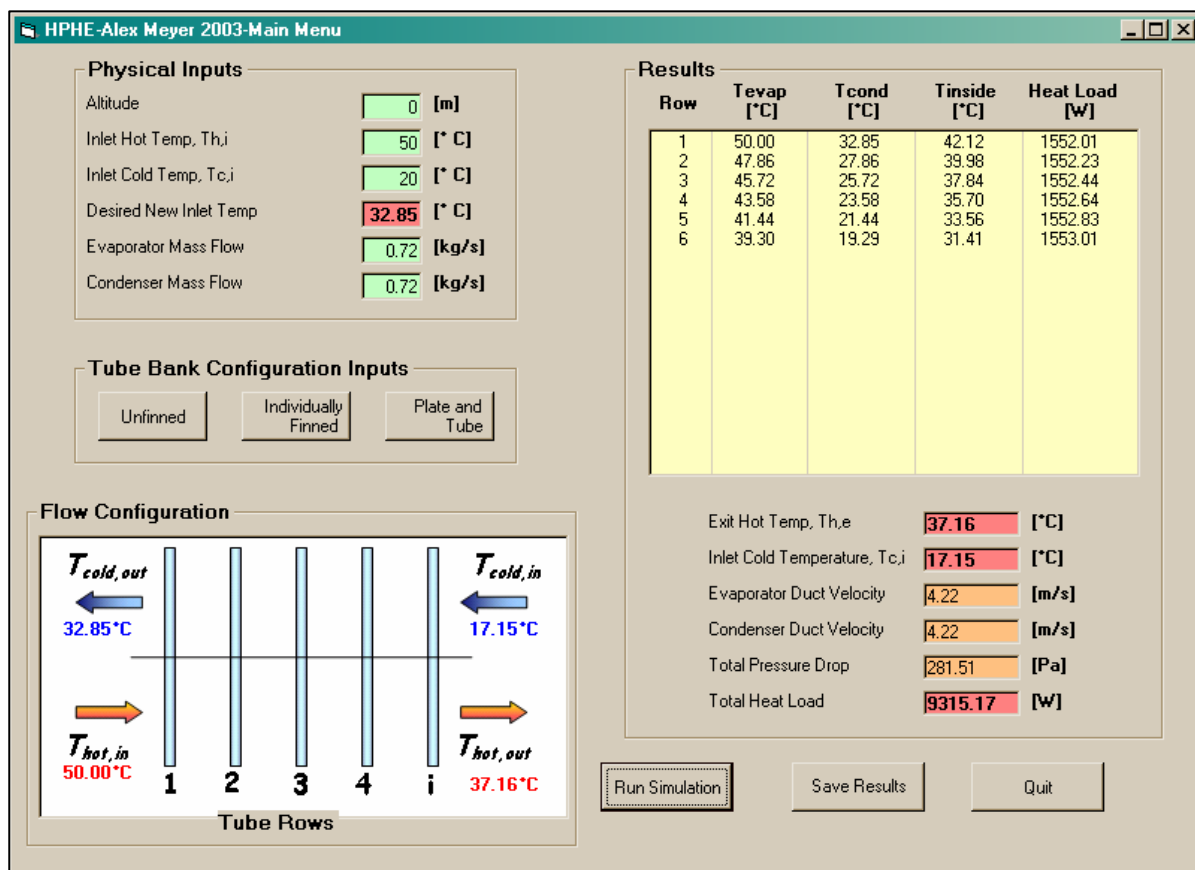 HPHE-Alex Meyer 2003-Main Menu
Physical Inputs
Altitude 0 [m]
Inlet Hot Temp, Th,i 50 [° C]
Inlet Cold Temp, Tc,i 20 [° C]
Desired New Inlet Temp 32.85 [° C]
Evaporator Mass Flow 0.72 [kg/s]
Condenser Mass Flow 0.72 [kg/s]
Tube Bank Configuration Inputs
Unfinned
Individually
Finned
Plate and
Tube
Flow Configuration
Tcold,out Tcold,in
32.85°C 17.15°C
Thot,in Thot,out
50.00°C 37.16°C
1 2 3 4 i
Tube Rows
Results
Row Tevap [°C] Tcond [°C] Tinside [°C] Heat Load [W]
1 50.00 32.85 42.12 1552.01
2 47.86 27.86 39.98 1552.23
3 45.72 25.72 37.84 1552.44
4 43.58 23.58 35.70 1552.64
5 41.44 21.44 33.56 1552.83
6 39.30 19.29 31.41 1553.01
Exit Hot Temp, Th,e 37.16 [°C]
Inlet Cold Temperature, Tc,i 17.15 [°C]
Evaporator Duct Velocity 4.22 [m/s]
Condenser Duct Velocity 4.22 [m/s]
Total Pressure Drop 281.51 [Pa]
Total Heat Load 9315.17 [W]
Run Simulation
Save Results
Quit